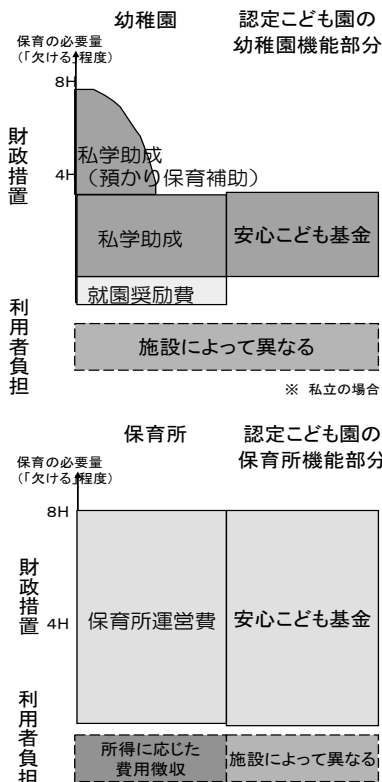 幼稚園
認定こども園の
幼稚園機能部分
保育の必要量
(「欠ける」程度)
8H
財政措置
私学助成
(預かり保育補助)
4H
私学助成
安心こども基金
就園奨励費
利用者負担
施設によって異なる
※ 私立の場合
保育所
認定こども園の
保育所機能部分
保育の必要量
(「欠ける」程度)
8H
財政措置
4H
保育所運営費
安心こども基金
利用者負担
所得に応じた
費用徴収
施設によって異なる